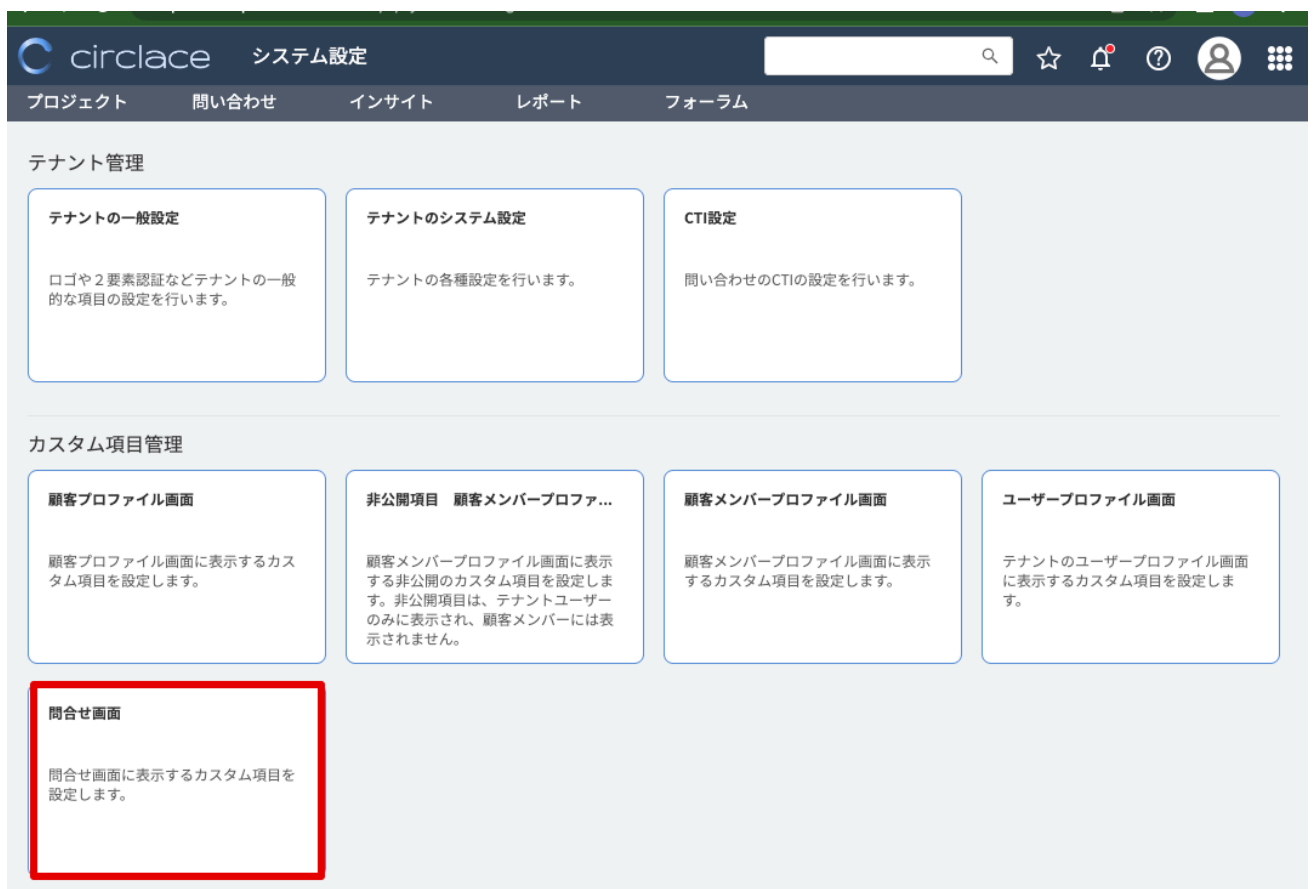 circlace システム設定
プロジェクト 問い合わせ インサイト レポート フォーラム
テナント管理
テナントの一般設定
ロゴや２要素認証などテナントの一般
的な項目の設定を行います。
テナントのシステム設定
テナントの各種設定を行います。
CTI設定
問い合わせのCTIの設定を行います。
カスタム項目管理
顧客プロファイル画面
顧客プロファイル画面に表示するカス
タム項目を設定します。
非公開項目　顧客メンバープロファ...
顧客メンバープロファイル画面に表示
する非公開のカスタム項目を設定しま
す。非公開項目は、テナントユーザー
のみに表示され、顧客メンバーには表
示されません。
顧客メンバープロファイル画面
顧客メンバープロファイル画面に表示
するカスタム項目を設定します。
ユーザープロファイル画面
テナントのユーザープロファイル画面
に表示するカスタム項目を設定しま
す。
問合せ画面
問合せ画面に表示するカスタム項目を
設定します。